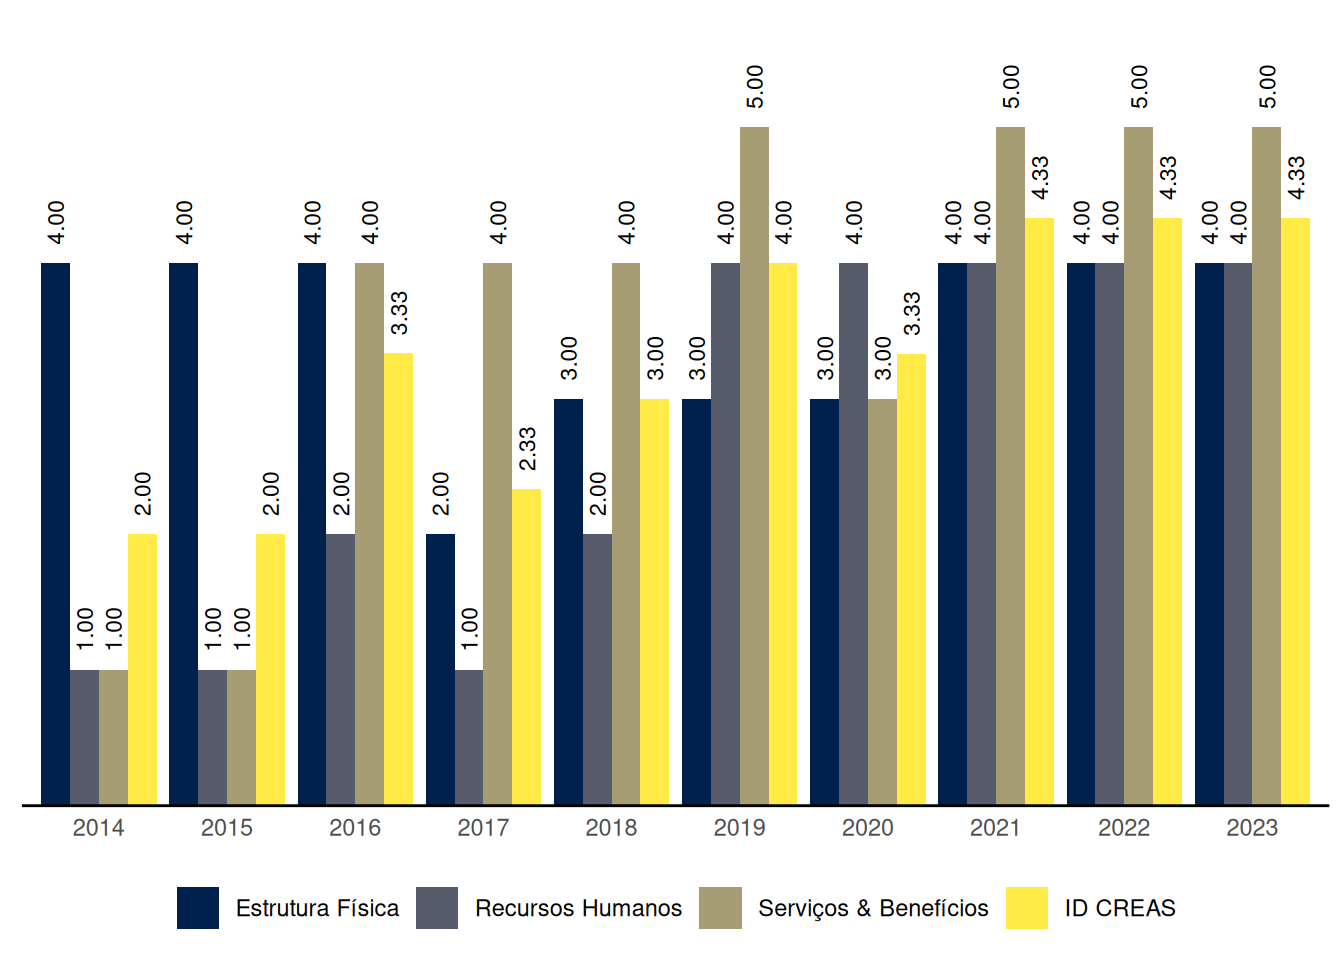 5.00 5.00 5.00 5.00
4.33 4.33 4.33
4.00 4.00 4.00 4.00 4.00 4.00 4.00 4.00 4.00 4.00 4.00 4.00 4.00 4.00 4.00
3.33 3.33
3.00 3.00 3.00 3.00 3.00
2.33
2.00 2.00 2.00 2.00 2.00
1.00 1.00 1.00 1.00 1.00
2014 2015 2016 2017 2018 2019 2020 2021 2022 2023
Estrutura Física Recursos Humanos Serviços & Benefícios ID CREAS